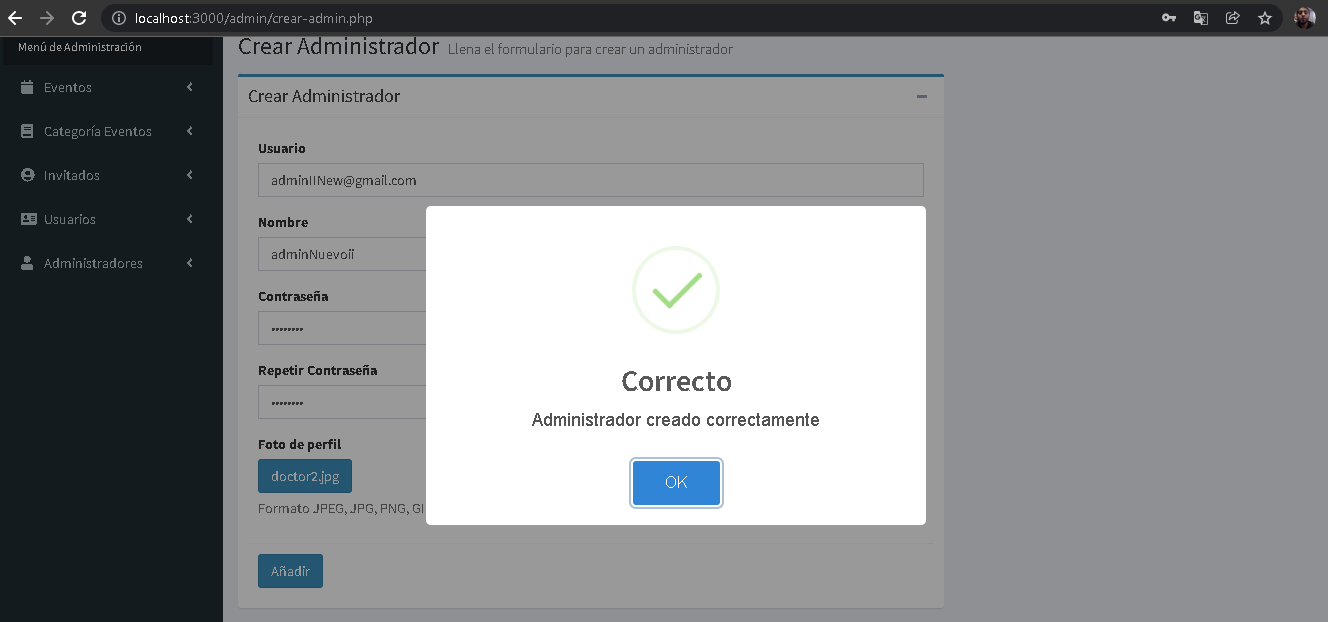 localhost:3000/admin/crear-admin.php
Menú de Administración
Crear Administrador Llena el formulario para crear un administrador
Eventos
Categoría Eventos
Invitados
Usuarios
Administradores
Crear Administrador
Usuario
adminIINew@gmail.com
Nombre
adminNuevoii
Contraseña
••••••••
Repetir Contraseña
••••••••
Foto de perfil
doctor2.jpg
Formato JPEG, JPG, PNG, GI
Añadir
Correcto
Administrador creado correctamente
OK